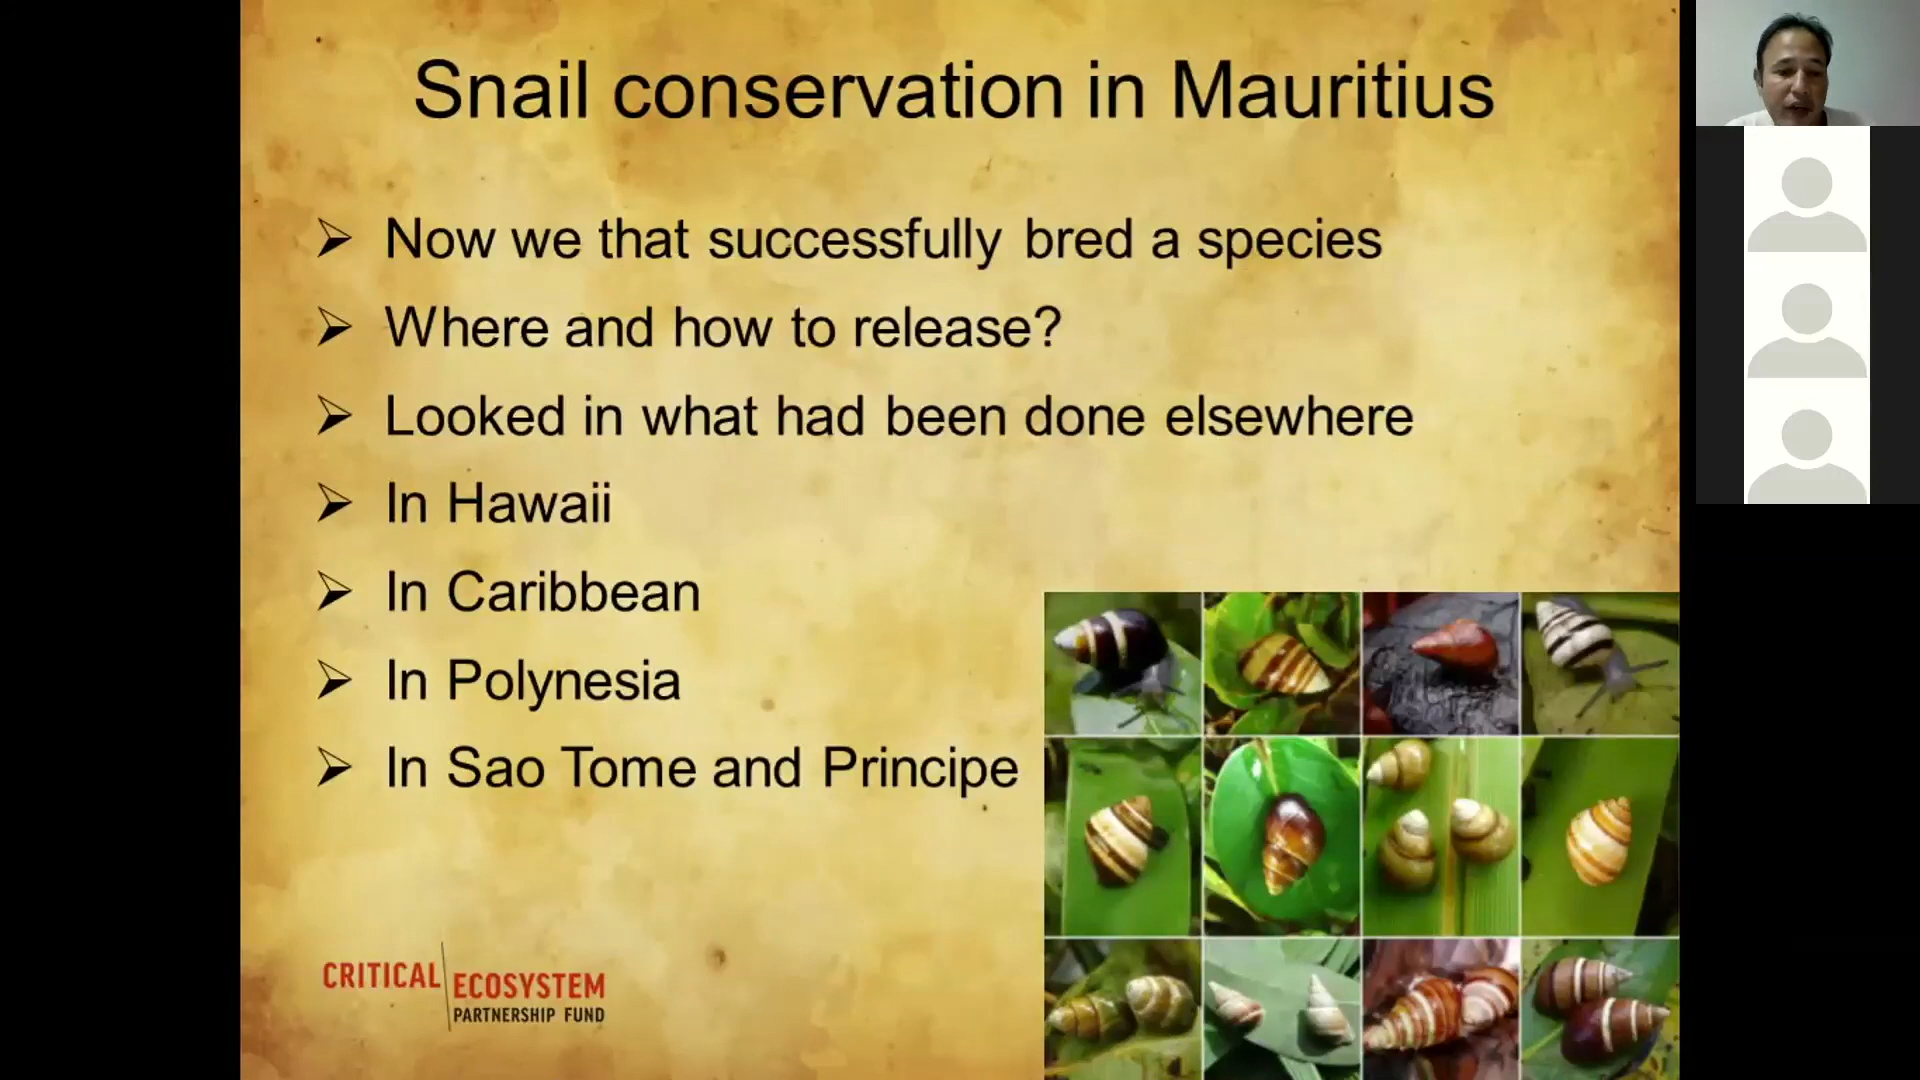 Snail conservation in Mauritius
➢ Now we that successfully bred a species
➢ Where and how to release?
➢ Looked in what had been done elsewhere
➢ In Hawaii
➢ In Caribbean
➢ In Polynesia
➢ In Sao Tome and Principe
CRITICAL ECOSYSTEM
PARTNERSHIP FUND